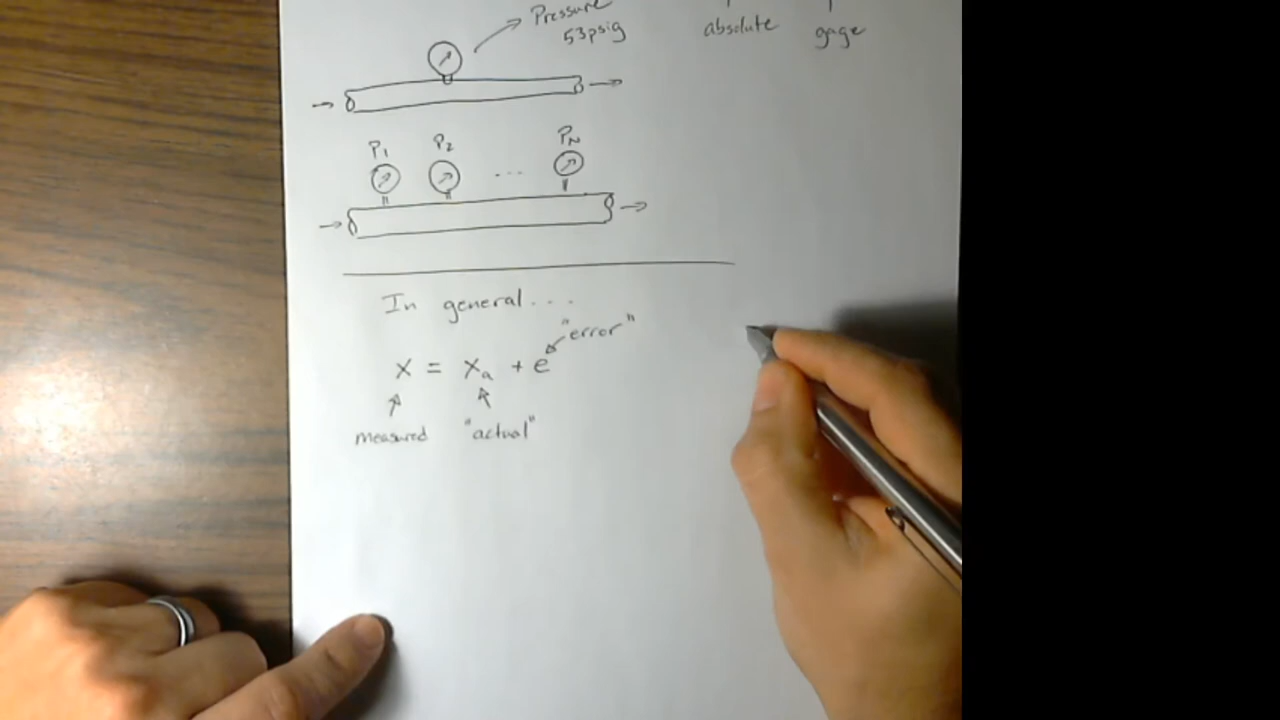 Pressure
53psig
absolute gage
P1 P2 ... PN
In general...
"error"
x = xa + e
measured "actual"